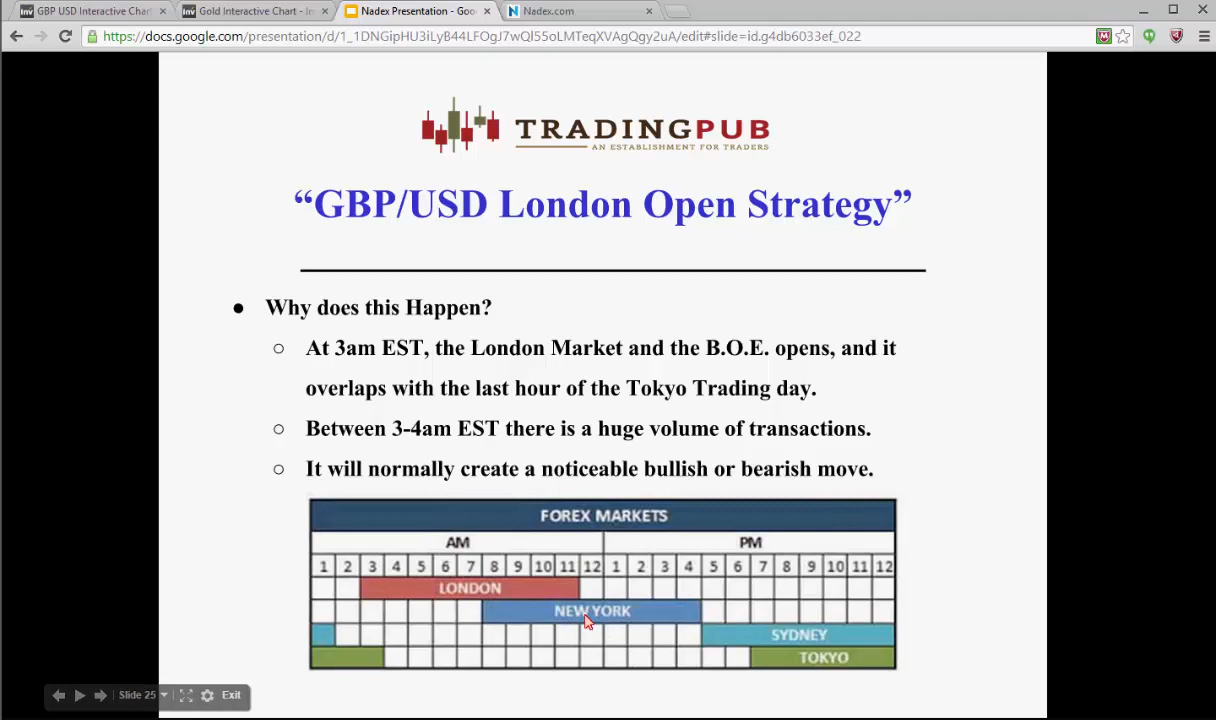 GBP USD Interactive Chart
Gold Interactive Chart - In
Nadex Presentation - Goo
Nadex.com
https://docs.google.com/presentation/d/1_1DNGipHU3iLyB44LFOgJ7wQl55oLMTeqXVAgQgy2uA/edit#slide=id.g4db6033ef_022
TRADINGPUB
AN ESTABLISHMENT FOR TRADERS
“GBP/USD London Open Strategy”
● Why does this Happen?
○ At 3am EST, the London Market and the B.O.E. opens, and it
overlaps with the last hour of the Tokyo Trading day.
○ Between 3-4am EST there is a huge volume of transactions.
○ It will normally create a noticeable bullish or bearish move.
FOREX MARKETS
AM PM
1 2 3 4 5 6 7 8 9 10 11 12 1 2 3 4 5 6 7 8 9 10 11 12
LONDON
NEW YORK
SYDNEY
TOKYO
Slide 25 Exit